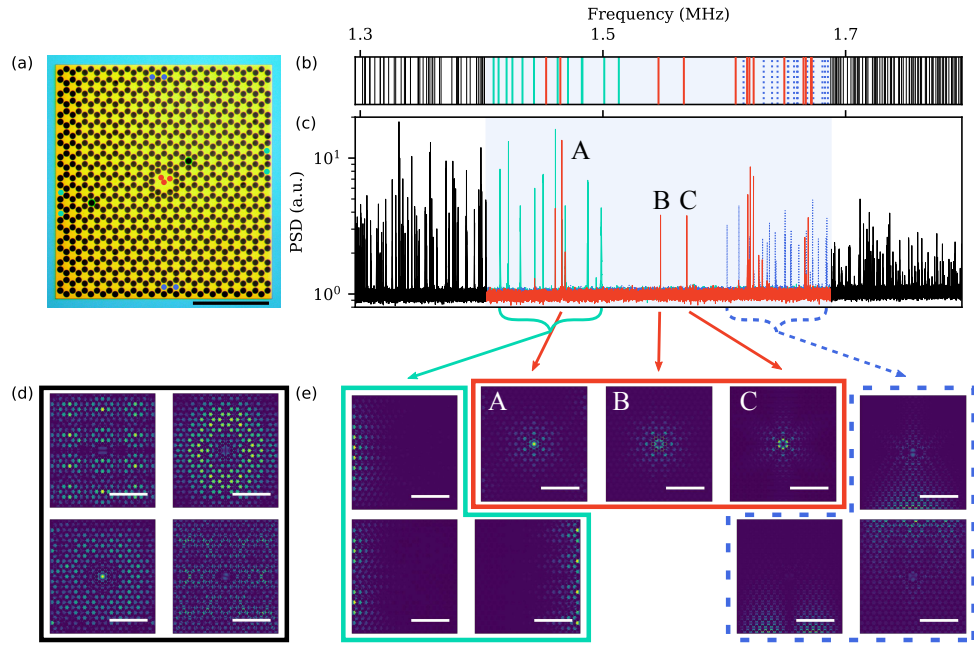 Frequency (MHz)
1.3
1.5
1.7
(a)
(b)
(c)
PSD (a.u.)
10¹
10⁰
A
B
C
(d)
(e)
A
B
C